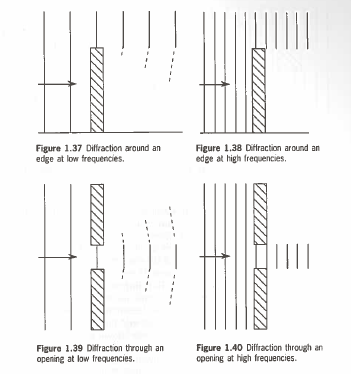 Figure 1.37 Diffraction around an
edge at low frequencies.
Figure 1.38 Diffraction around an
edge at high frequencies.
Figure 1.39 Diffraction through an
opening at low frequencies.
Figure 1.40 Diffraction through an
opening at high frequencies.